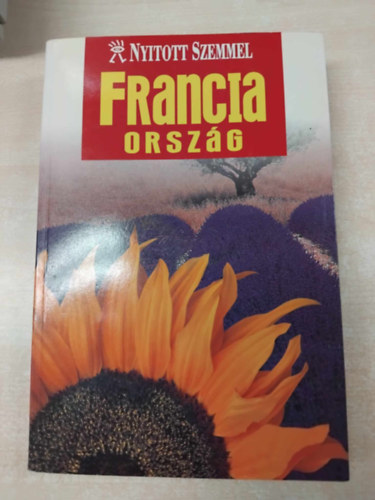 NYITOTT SZEMMEL
FRANCIA
ORSZÁG